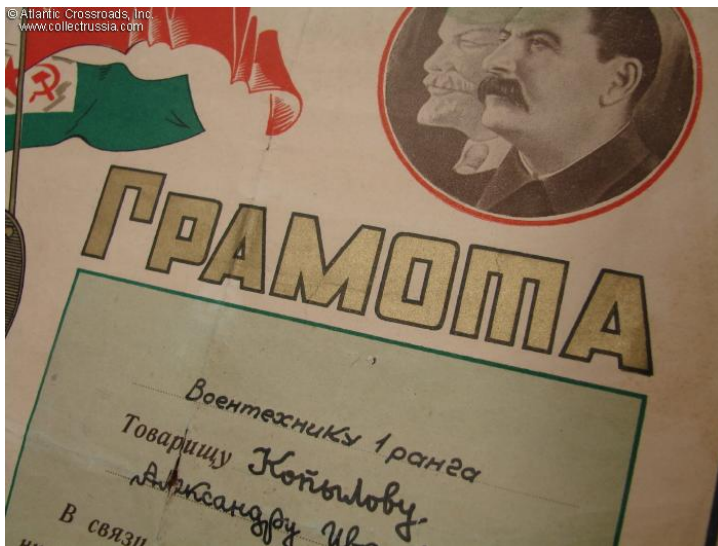 © Atlantic Crossroads, Inc.
www.collectrussia.com
ГРАМОТА
Воентехнику 1 ранга
Товарищу Копылову
Александру
В связи